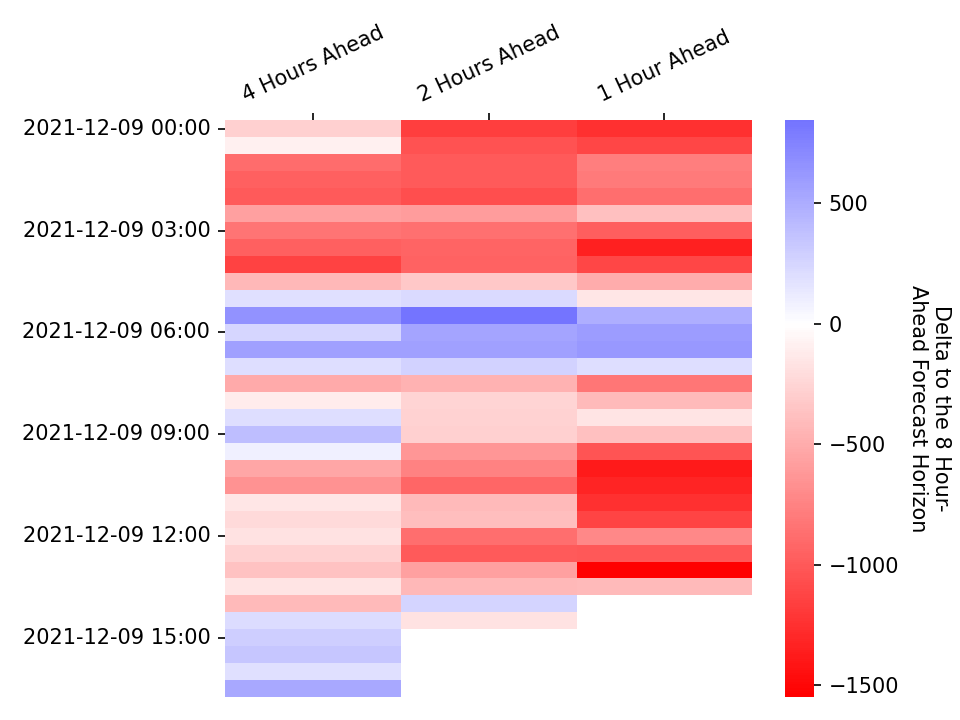 4 Hours Ahead
2 Hours Ahead
1 Hour Ahead
2021-12-09 00:00
2021-12-09 03:00
2021-12-09 06:00
2021-12-09 09:00
2021-12-09 12:00
2021-12-09 15:00
500
0
−500
−1000
−1500
Delta to the 8 Hour-
Ahead Forecast Horizon